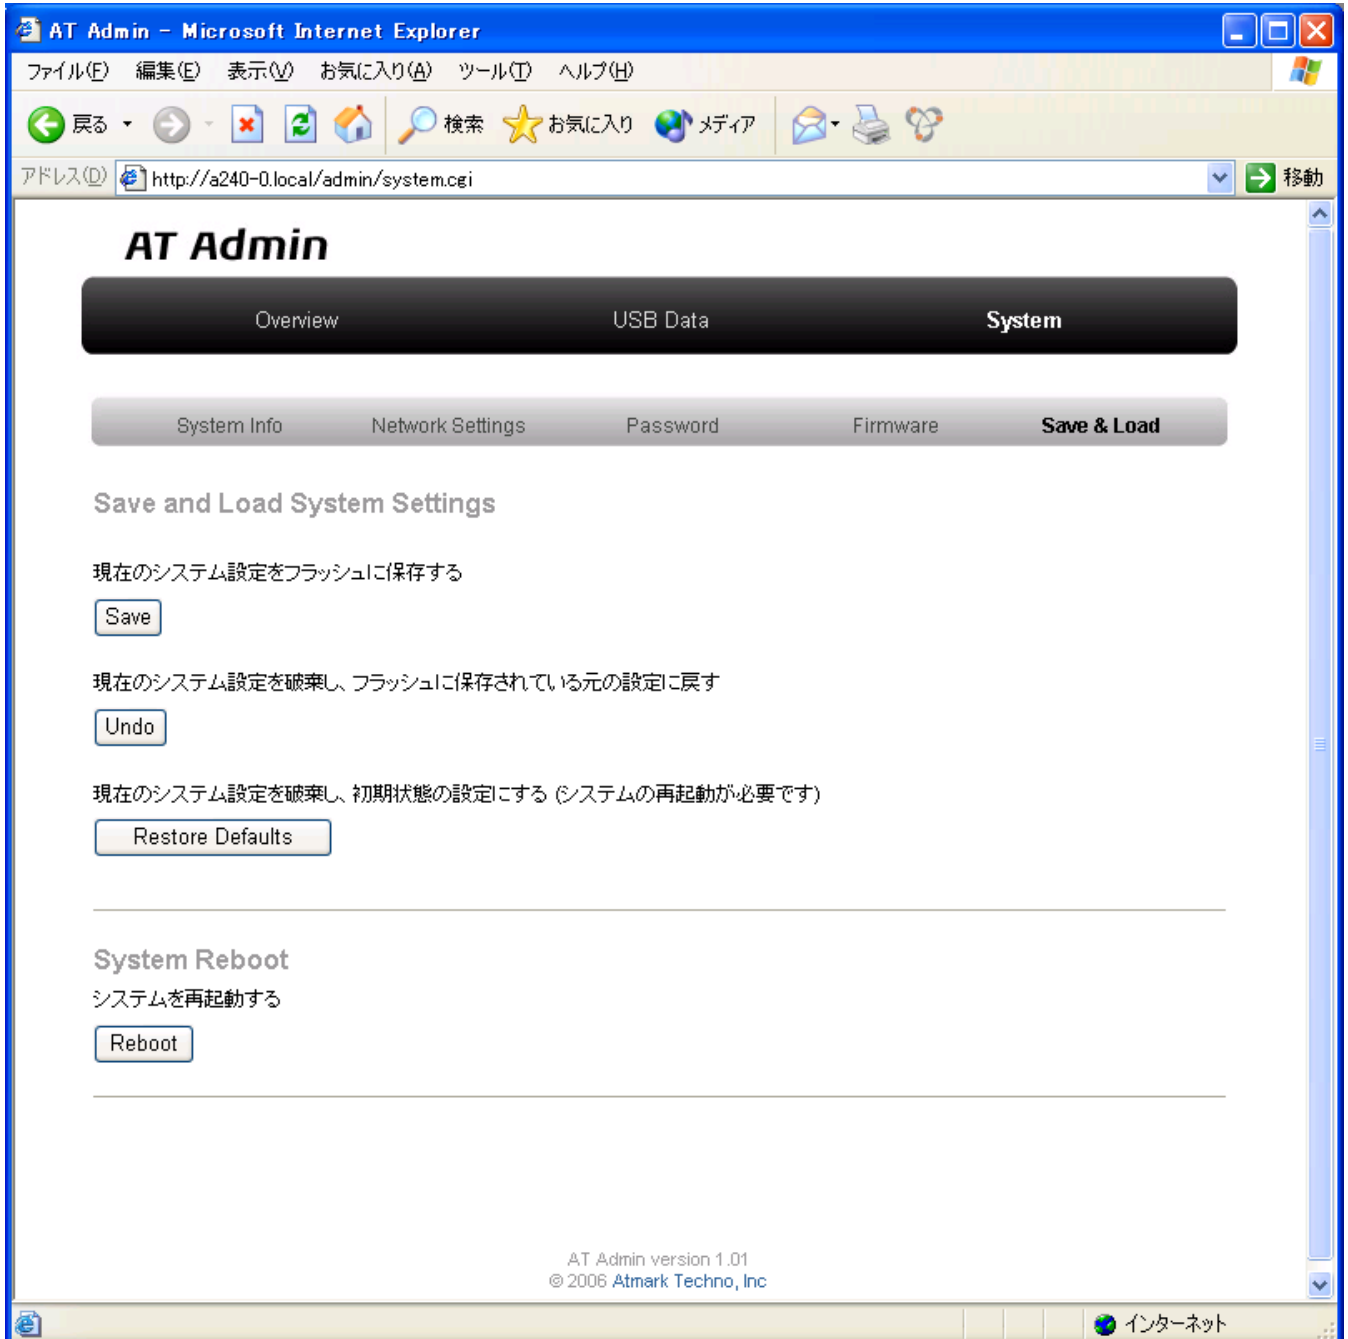 AT Admin - Microsoft Internet Explorer
ファイル(F) 編集(E) 表示(V) お気に入り(A) ツール(T) ヘルプ(H)
戻る 検索 お気に入り メディア
アドレス(D) http://a240-0.local/admin/system.cgi 移動
AT Admin
Overview USB Data System
System Info Network Settings Password Firmware Save & Load
Save and Load System Settings
現在のシステム設定をフラッシュに保存する
Save
現在のシステム設定を破棄し、フラッシュに保存されている元の設定に戻す
Undo
現在のシステム設定を破棄し、初期状態の設定にする (システムの再起動が必要です)
Restore Defaults
System Reboot
システムを再起動する
Reboot
AT Admin version 1.01
© 2006 Atmark Techno, Inc
インターネット